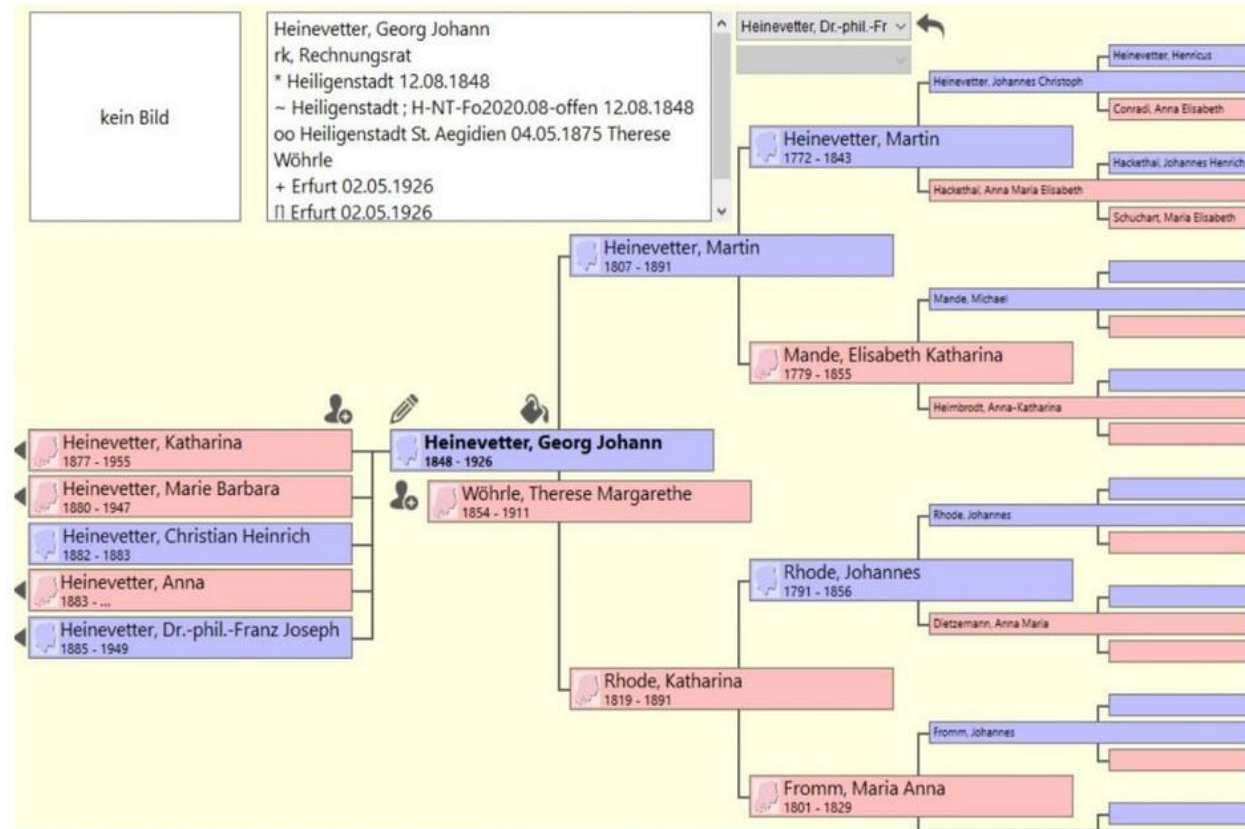 kein Bild
Heinevetter, Georg Johann
rk, Rechnungsrat
* Heiligenstadt 12.08.1848
~ Heiligenstadt ; H-NT-Fo2020.08-offen 12.08.1848
oo Heiligenstadt St. Aegidien 04.05.1875 Therese
Wöhrle
+ Erfurt 02.05.1926
[] Erfurt 02.05.1926
Heinevetter, Dr.-phil.-Fr
Heinevetter, Katharina
1877 - 1955
Heinevetter, Marie Barbara
1880 - 1947
Heinevetter, Christian Heinrich
1882 - 1883
Heinevetter, Anna
1883 - ...
Heinevetter, Dr.-phil.-Franz Joseph
1885 - 1949
Heinevetter, Georg Johann
1848 - 1926
Wöhrle, Therese Margarethe
1854 - 1911
Heinevetter, Martin
1807 - 1891
Rhode, Katharina
1819 - 1891
Heinevetter, Martin
1772 - 1843
Mande, Elisabeth Katharina
1779 - 1855
Rhode, Johannes
1791 - 1856
Fromm, Maria Anna
1801 - 1829
Heinevetter, Johannes Christoph
Hackethal, Anna Maria Elisabeth
Mande, Michael
Heimbrodt, Anna-Katharina
Rhode, Johannes
Dietzemann, Anna Maria
Fromm, Johannes
Heinevetter, Henricus
Conradi, Anna Elisabeth
Hackethal, Johannes Henrich
Schuchart, Maria Elisabeth